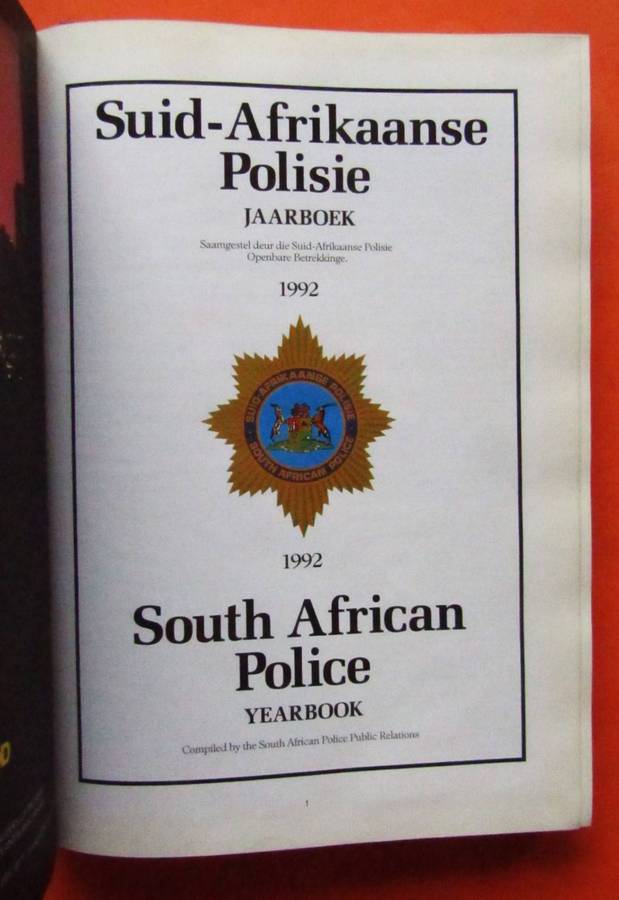 Suid-Afrikaanse
Polisie
JAARBOEK
Saamgestel deur die Suid-Afrikaanse Polisie
Openbare Betrekkinge.
1992
SUID-AFRIKAANSE POLISIE
SOUTH AFRICAN POLICE
1992
South African
Police
YEARBOOK
Compiled by the South African Police Public Relations
1